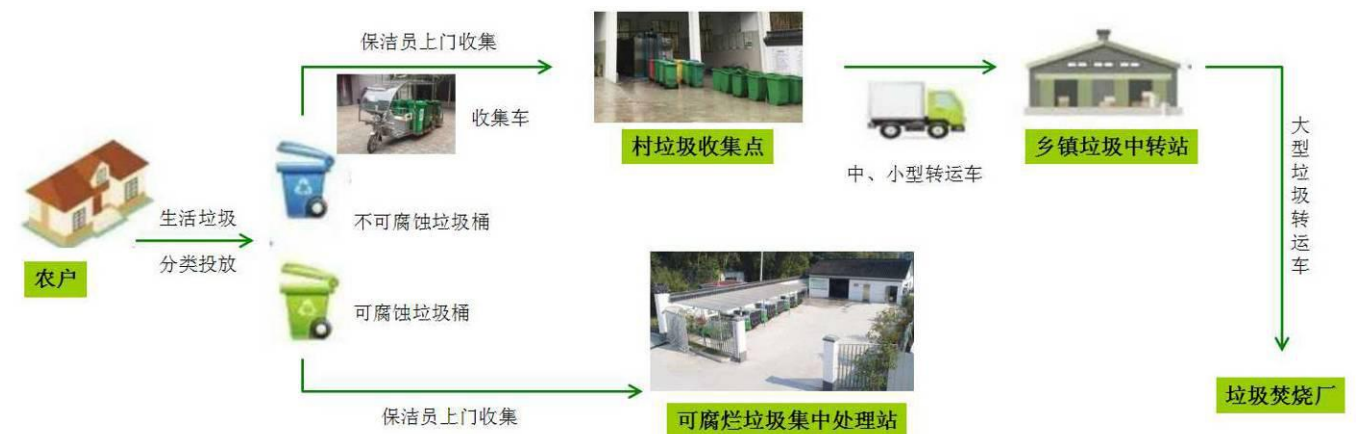 保洁员上门收集
收集车
村垃圾收集点
中、小型转运车
乡镇垃圾中转站
大型垃圾转运车
农户
生活垃圾
分类投放
不可腐蚀垃圾桶
可腐蚀垃圾桶
保洁员上门收集
可腐烂垃圾集中处理站
垃圾焚烧厂